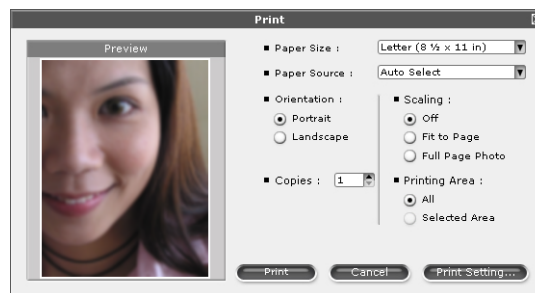 Print
Preview
Paper Size :
Letter (8 ½ x 11 in)
Paper Source :
Auto Select
Orientation :
Portrait
Landscape
Scaling :
Off
Fit to Page
Full Page Photo
Copies : 1
Printing Area :
All
Selected Area
Print
Cancel
Print Setting...